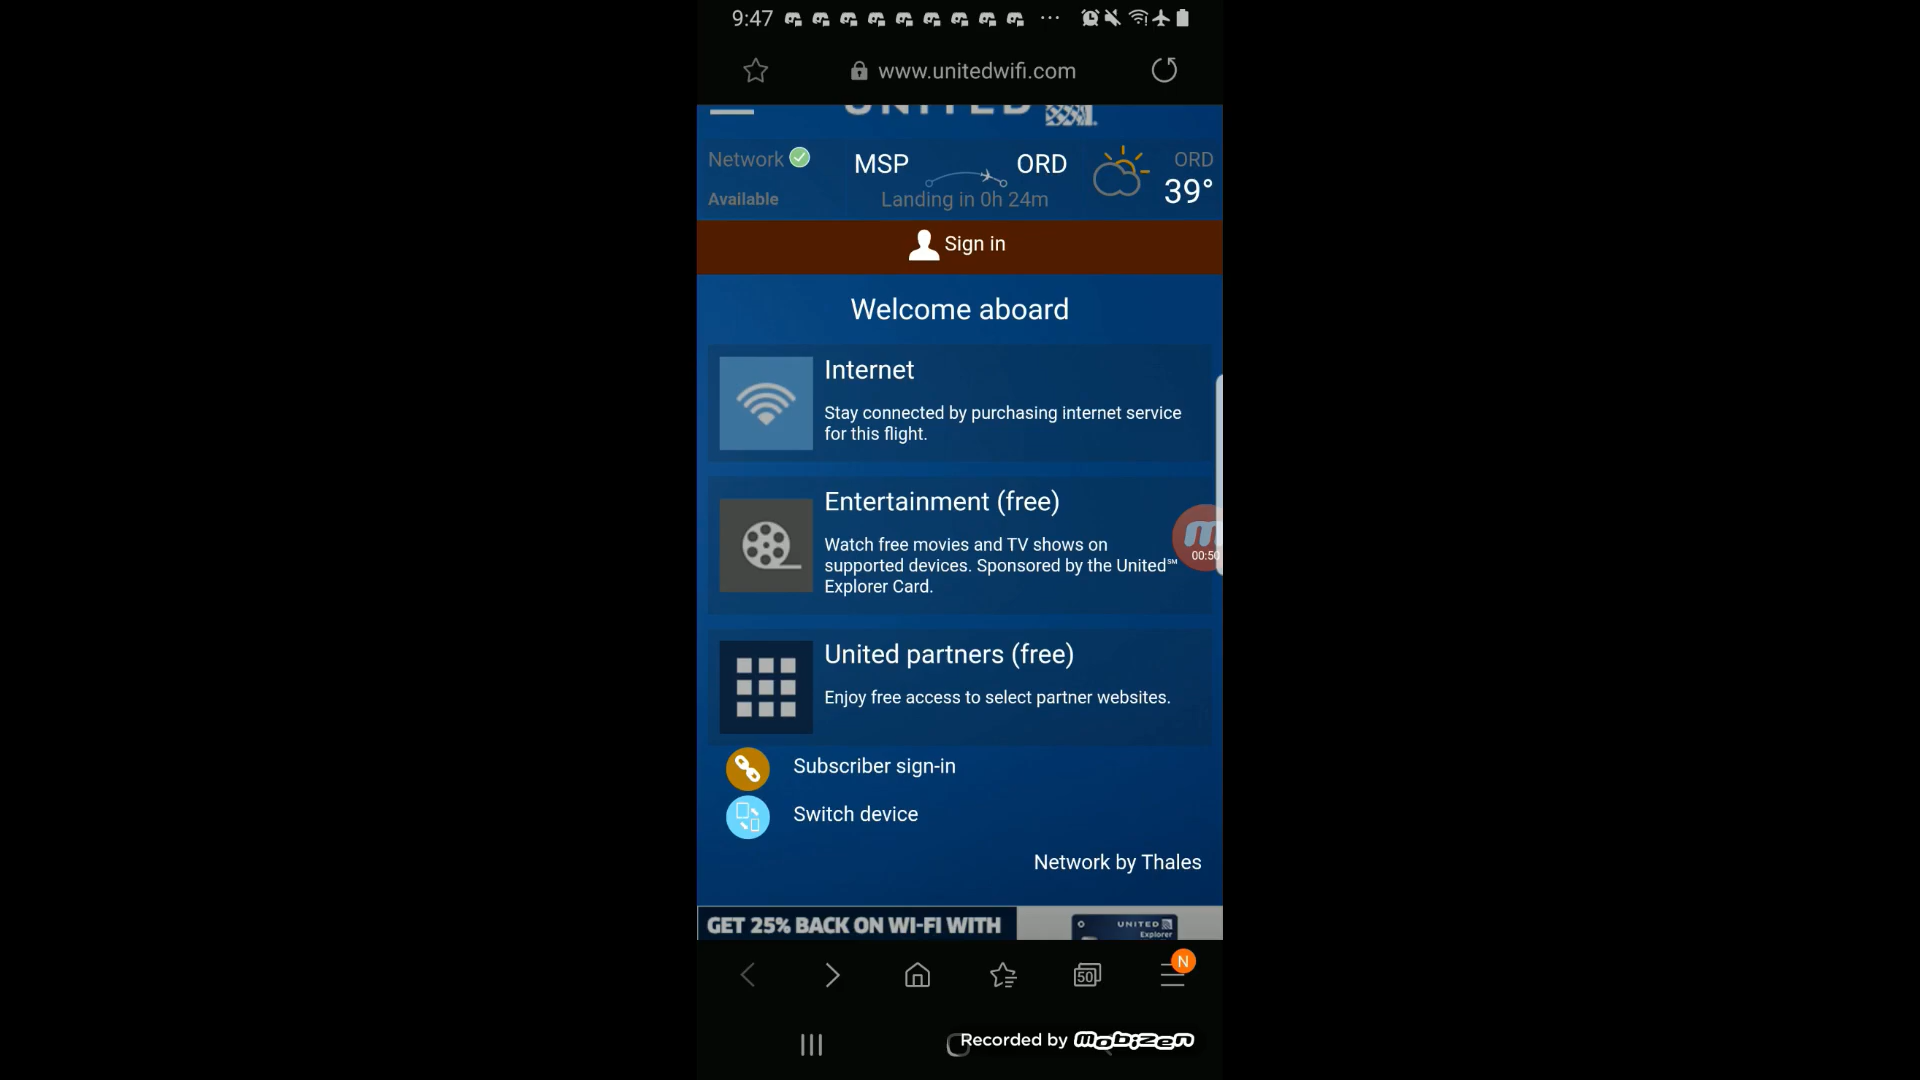 9:47
www.unitedwifi.com
UNITED
Network
MSP
ORD
ORD
39°
Available
Landing in 0h 24m
Sign in
Welcome aboard
Internet
Stay connected by purchasing internet service
for this flight.
Entertainment (free)
Watch free movies and TV shows on
supported devices. Sponsored by the United℠
Explorer Card.
00:50
United partners (free)
Enjoy free access to select partner websites.
Subscriber sign-in
Switch device
Network by Thales
GET 25% BACK ON WI-FI WITH
UNITED
Explorer
50
N
Recorded by Mobizen